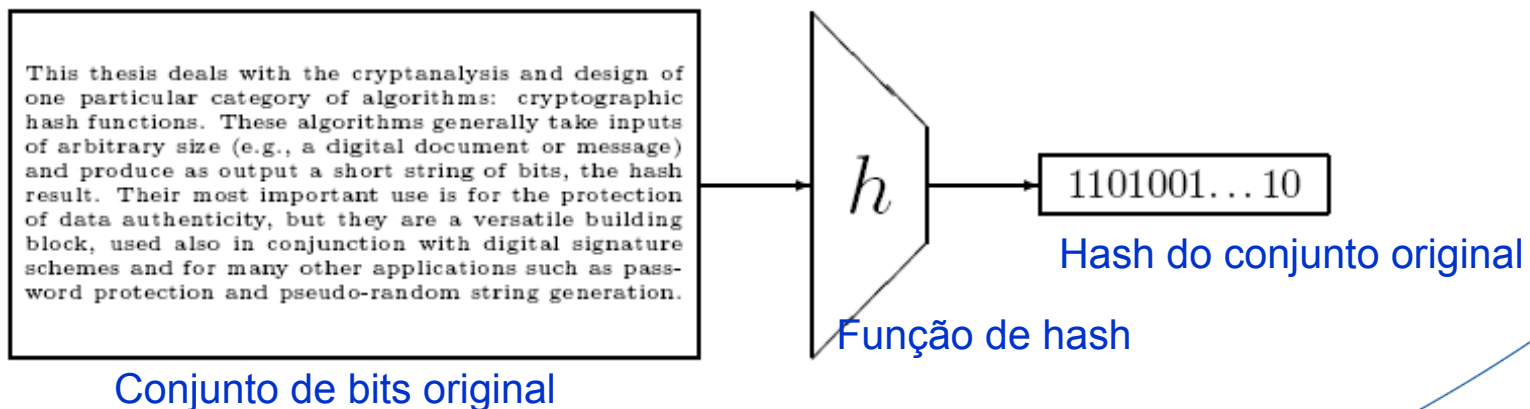 This thesis deals with the cryptanalysis and design of
one particular category of algorithms: cryptographic
hash functions. These algorithms generally take inputs
of arbitrary size (e.g., a digital document or message)
and produce as output a short string of bits, the hash
result. Their most important use is for the protection
of data authenticity, but they are a versatile building
block, used also in conjunction with digital signature
schemes and for many other applications such as pass-
word protection and pseudo-random string generation.
h
1101001...10
Hash do conjunto original
Função de hash
Conjunto de bits original